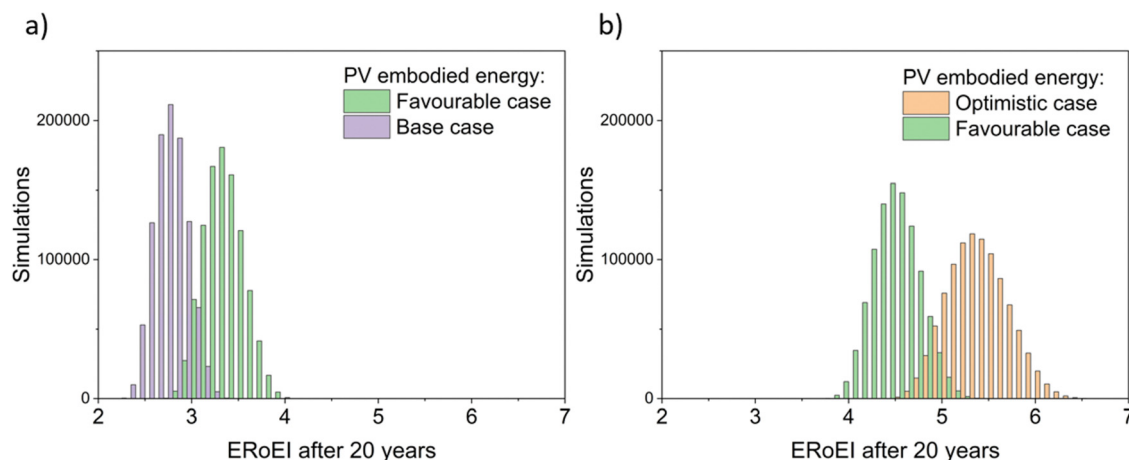 a)
PV embodied energy:
Favourable case
Base case
200000
100000
0
Simulations
2 3 4 5 6 7
ERoEI after 20 years
b)
PV embodied energy:
Optimistic case
Favourable case
200000
100000
0
Simulations
2 3 4 5 6 7
ERoEI after 20 years